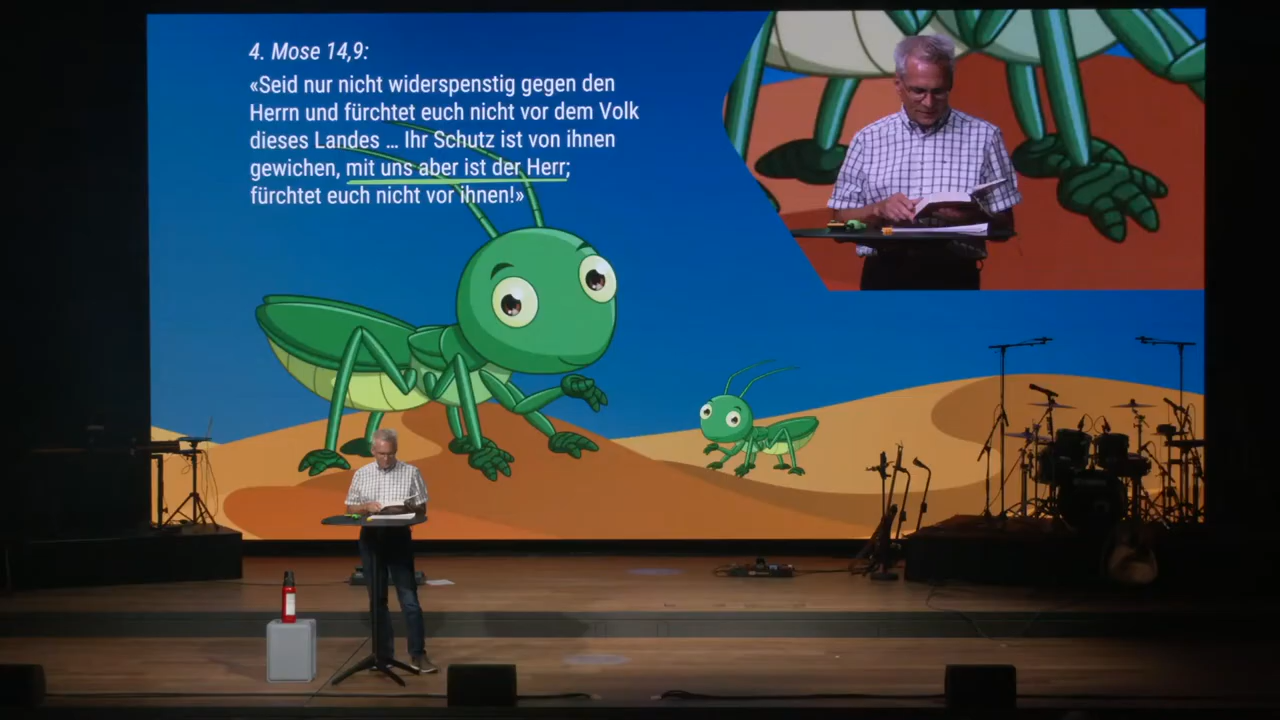 4. Mose 14,9:
«Seid nur nicht widerspenstig gegen den
Herrn und fürchtet euch nicht vor dem Volk
dieses Landes ... Ihr Schutz ist von ihnen
gewichen, mit uns aber ist der Herr;
fürchtet euch nicht vor ihnen!»